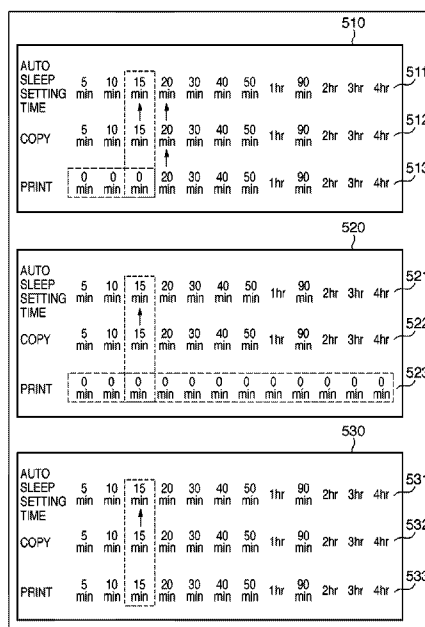 510
AUTO SLEEP SETTING TIME 5 min 10 min 15 min 20 min 30 min 40 min 50 min 1hr 90 min 2hr 3hr 4hr 511
COPY 5 min 10 min 15 min 20 min 30 min 40 min 50 min 1hr 90 min 2hr 3hr 4hr 512
PRINT 0 min 0 min 0 min 20 min 30 min 40 min 50 min 1hr 90 min 2hr 3hr 4hr 513
520
AUTO SLEEP SETTING TIME 5 min 10 min 15 min 20 min 30 min 40 min 50 min 1hr 90 min 2hr 3hr 4hr 521
COPY 5 min 10 min 15 min 20 min 30 min 40 min 50 min 1hr 90 min 2hr 3hr 4hr 522
PRINT 0 min 0 min 0 min 0 min 0 min 0 min 0 min 0 min 0 min 0 min 0 min 0 min 523
530
AUTO SLEEP SETTING TIME 5 min 10 min 15 min 20 min 30 min 40 min 50 min 1hr 90 min 2hr 3hr 4hr 531
COPY 5 min 10 min 15 min 20 min 30 min 40 min 50 min 1hr 90 min 2hr 3hr 4hr 532
PRINT 5 min 10 min 15 min 20 min 30 min 40 min 50 min 1hr 90 min 2hr 3hr 4hr 533